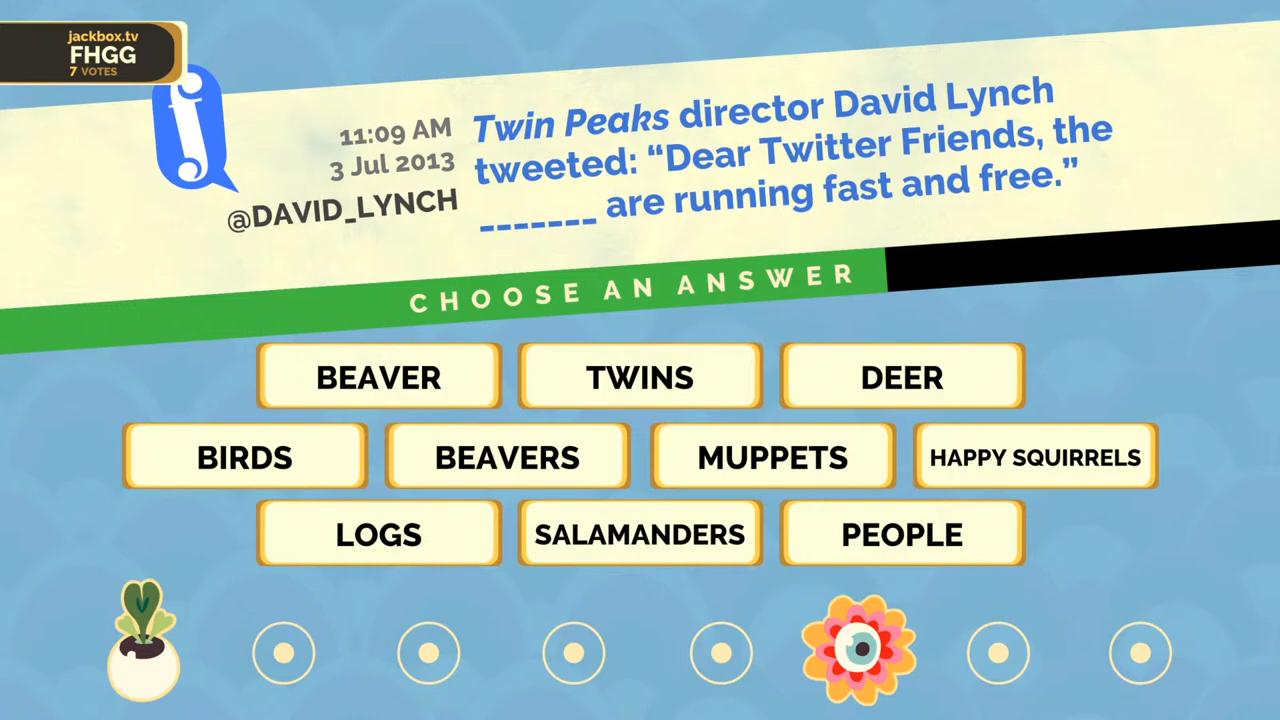 jackbox.tv
FHGG
7 VOTES
f
11:09 AM
3 Jul 2013
@DAVID_LYNCH
Twin Peaks director David Lynch
tweeted: “Dear Twitter Friends, the
_______ are running fast and free.”
CHOOSE AN ANSWER
BEAVER
TWINS
DEER
BIRDS
BEAVERS
MUPPETS
HAPPY SQUIRRELS
LOGS
SALAMANDERS
PEOPLE